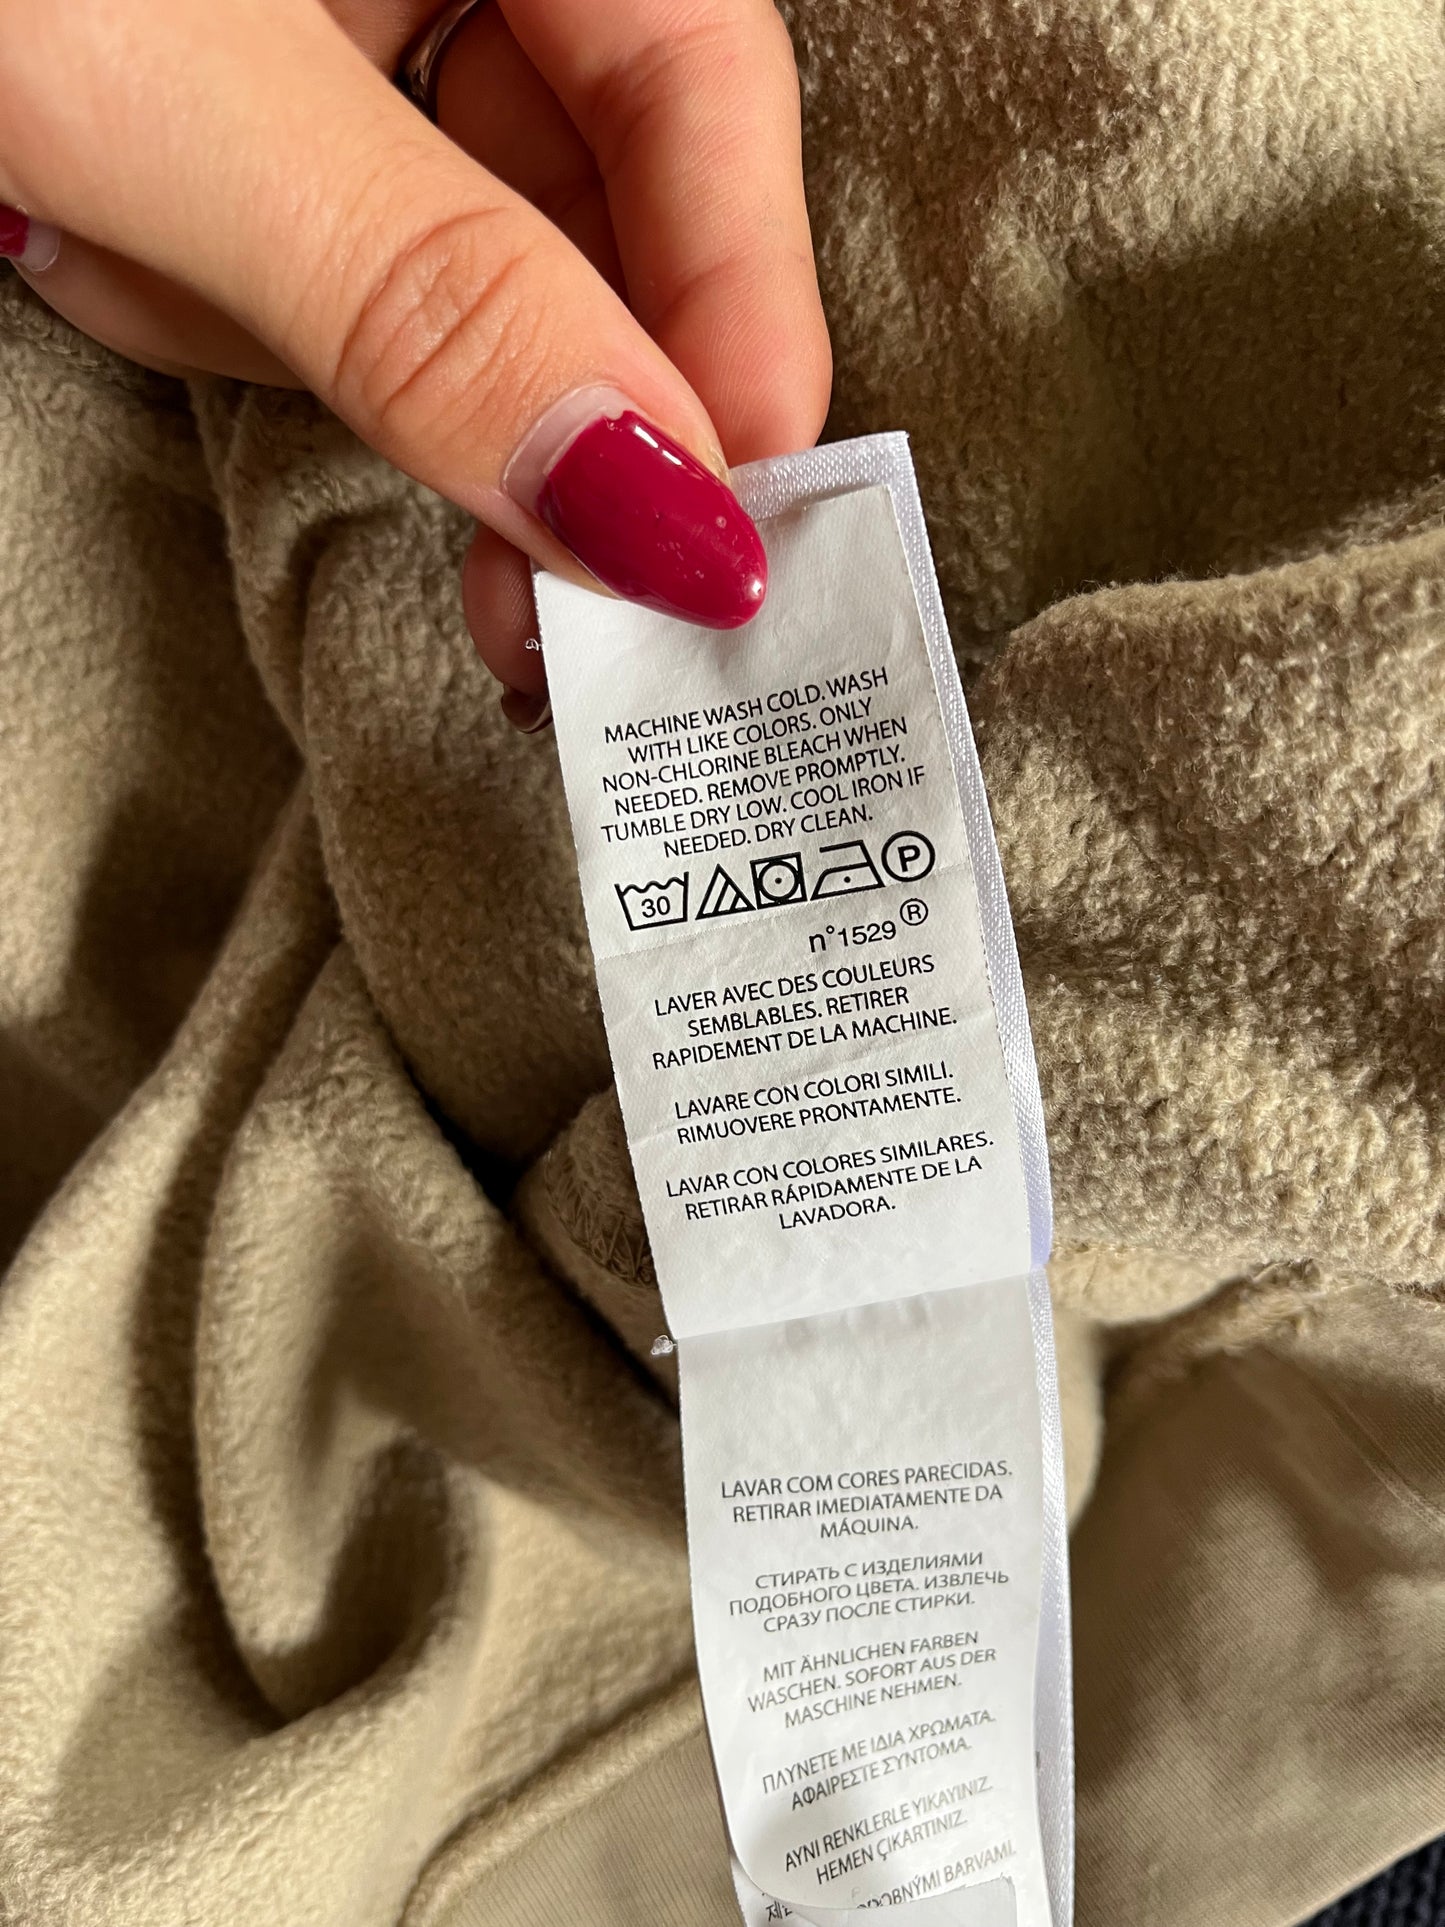 MACHINE WASH COLD. WASH
WITH LIKE COLORS. ONLY
NON-CHLORINE BLEACH WHEN
NEEDED. REMOVE PROMPTLY.
TUMBLE DRY LOW. COOL IRON IF
NEEDED. DRY CLEAN.
30 P
n°1529 ®
LAVER AVEC DES COULEURS
SEMBLABLES. RETIRER
RAPIDEMENT DE LA MACHINE.
LAVARE CON COLORI SIMILI.
RIMUOVERE PRONTAMENTE.
LAVAR CON COLORES SIMILARES.
RETIRAR RÁPIDAMENTE DE LA
LAVADORA.
LAVAR COM CORES PARECIDAS.
RETIRAR IMEDIATAMENTE DA
MÁQUINA.
СТИРАТЬ С ИЗДЕЛИЯМИ
ПОДОБНОГО ЦВЕТА. ИЗВЛЕЧЬ
СРАЗУ ПОСЛЕ СТИРКИ.
MIT ÄHNLICHEN FARBEN
WASCHEN. SOFORT AUS DER
MASCHINE NEHMEN.
ΠΛΥΝΕΤΕ ΜΕ ΙΔΙΑ ΧΡΩΜΑΤΑ.
ΑΦΑΙΡΕΣΤΕ ΣΥΝΤΟΜΑ.
AYNI RENKLERLE YIKAYINIZ.
HEMEN ÇIKARTINIZ.
BARVAMI.